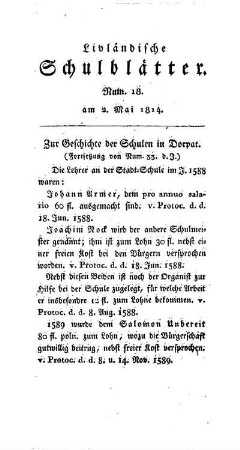 Livländische
Schulblätter.
Num. 18.
am 2. Mai 1814.
Zur Geschichte der Schulen in Dorpat.
(Fortsetzung von Num. 33. d. J.)
Die Lehrer an der Stadt-Schule im J. 1588
waren:
Johann Armer, dem pro annuo sala-
rio 60 fl. ausgemacht sind. v. Protoc. d. d.
18. Jun. 1588.
Joachim Nock wird der andere Schulmei-
ster genannt; ihm ist zum Lohn 30 fl. nebst ei-
ner freien Kost bei den Bürgern versprochen
worden. v. Protoc. d. d. 18. Jun. 1588.
Nebst diesen Beiden ist noch der Organist zur
Hilfe bei der Schule zugelegt, für welche Arbeit
er insbesondre 12 fl. zum Lohne bekommen. v.
Protoc. d. d. 8. Aug. 1588.
1589 wurde dem Salomon Unbereit
80 fl. poln. zum Lohn, wozu die Bürgerschaft
gutwillig beitrug, nebst freier Kost versprochen.
v. Protoc. d. d. 8. u. 14. Nov. 1589.